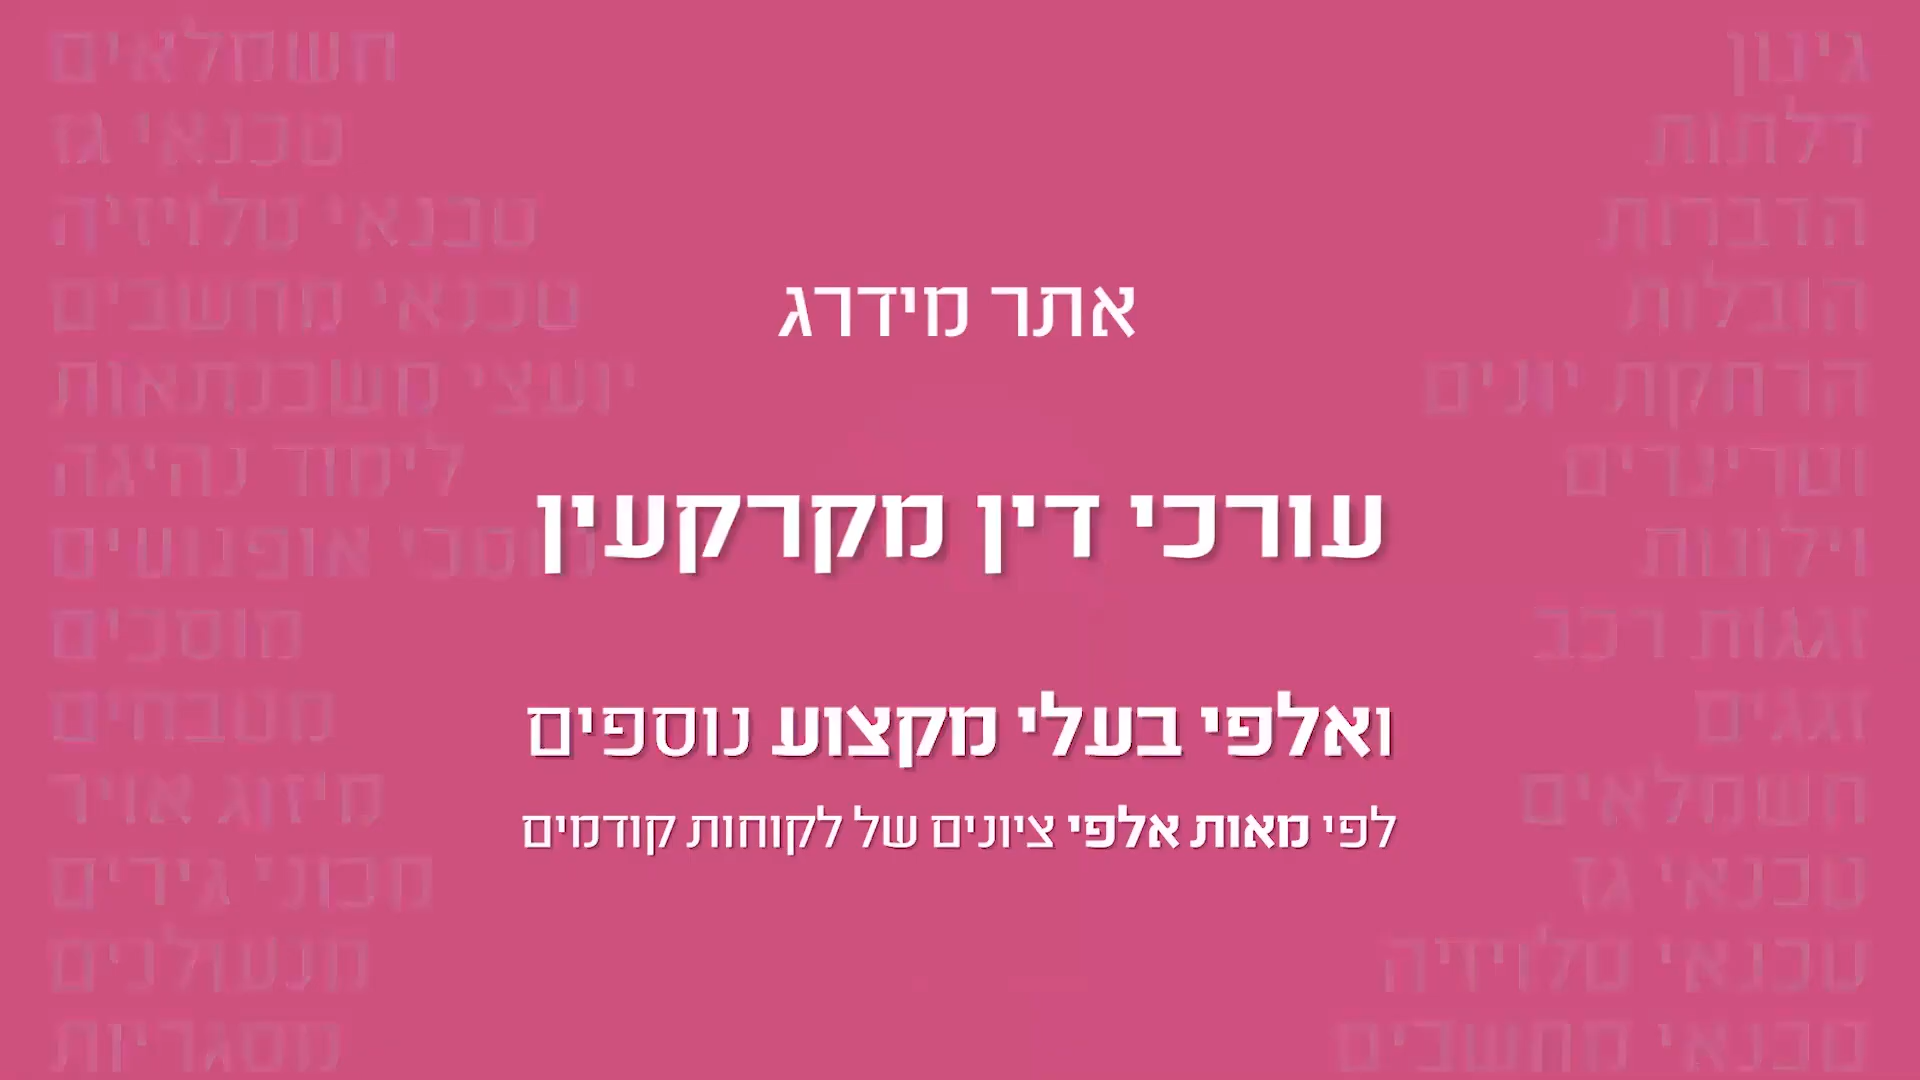 אתר מידרג
עורכי דין מקרקעין
ואלפי בעלי מקצוע נוספים
לפי מאות אלפי ציונים של לקוחות קודמים
גינון
דלתות
הדברות
הובלות
הרחקת יונים
וטרינרים
וילונות
זגגות רכב
זגגים
חשמלאים
טכנאי גז
טכנאי טלויזיה
טכנאי מחשבים
חשמלאים
טכנאי גז
טכנאי טלויזיה
טכנאי מחשבים
יועצי משכנתאות
לימוד נהיגה
מוסכי אופנועים
מוסכים
מטבחים
מיזוג אויר
מכוני גירים
מנעולנים
מסגריות